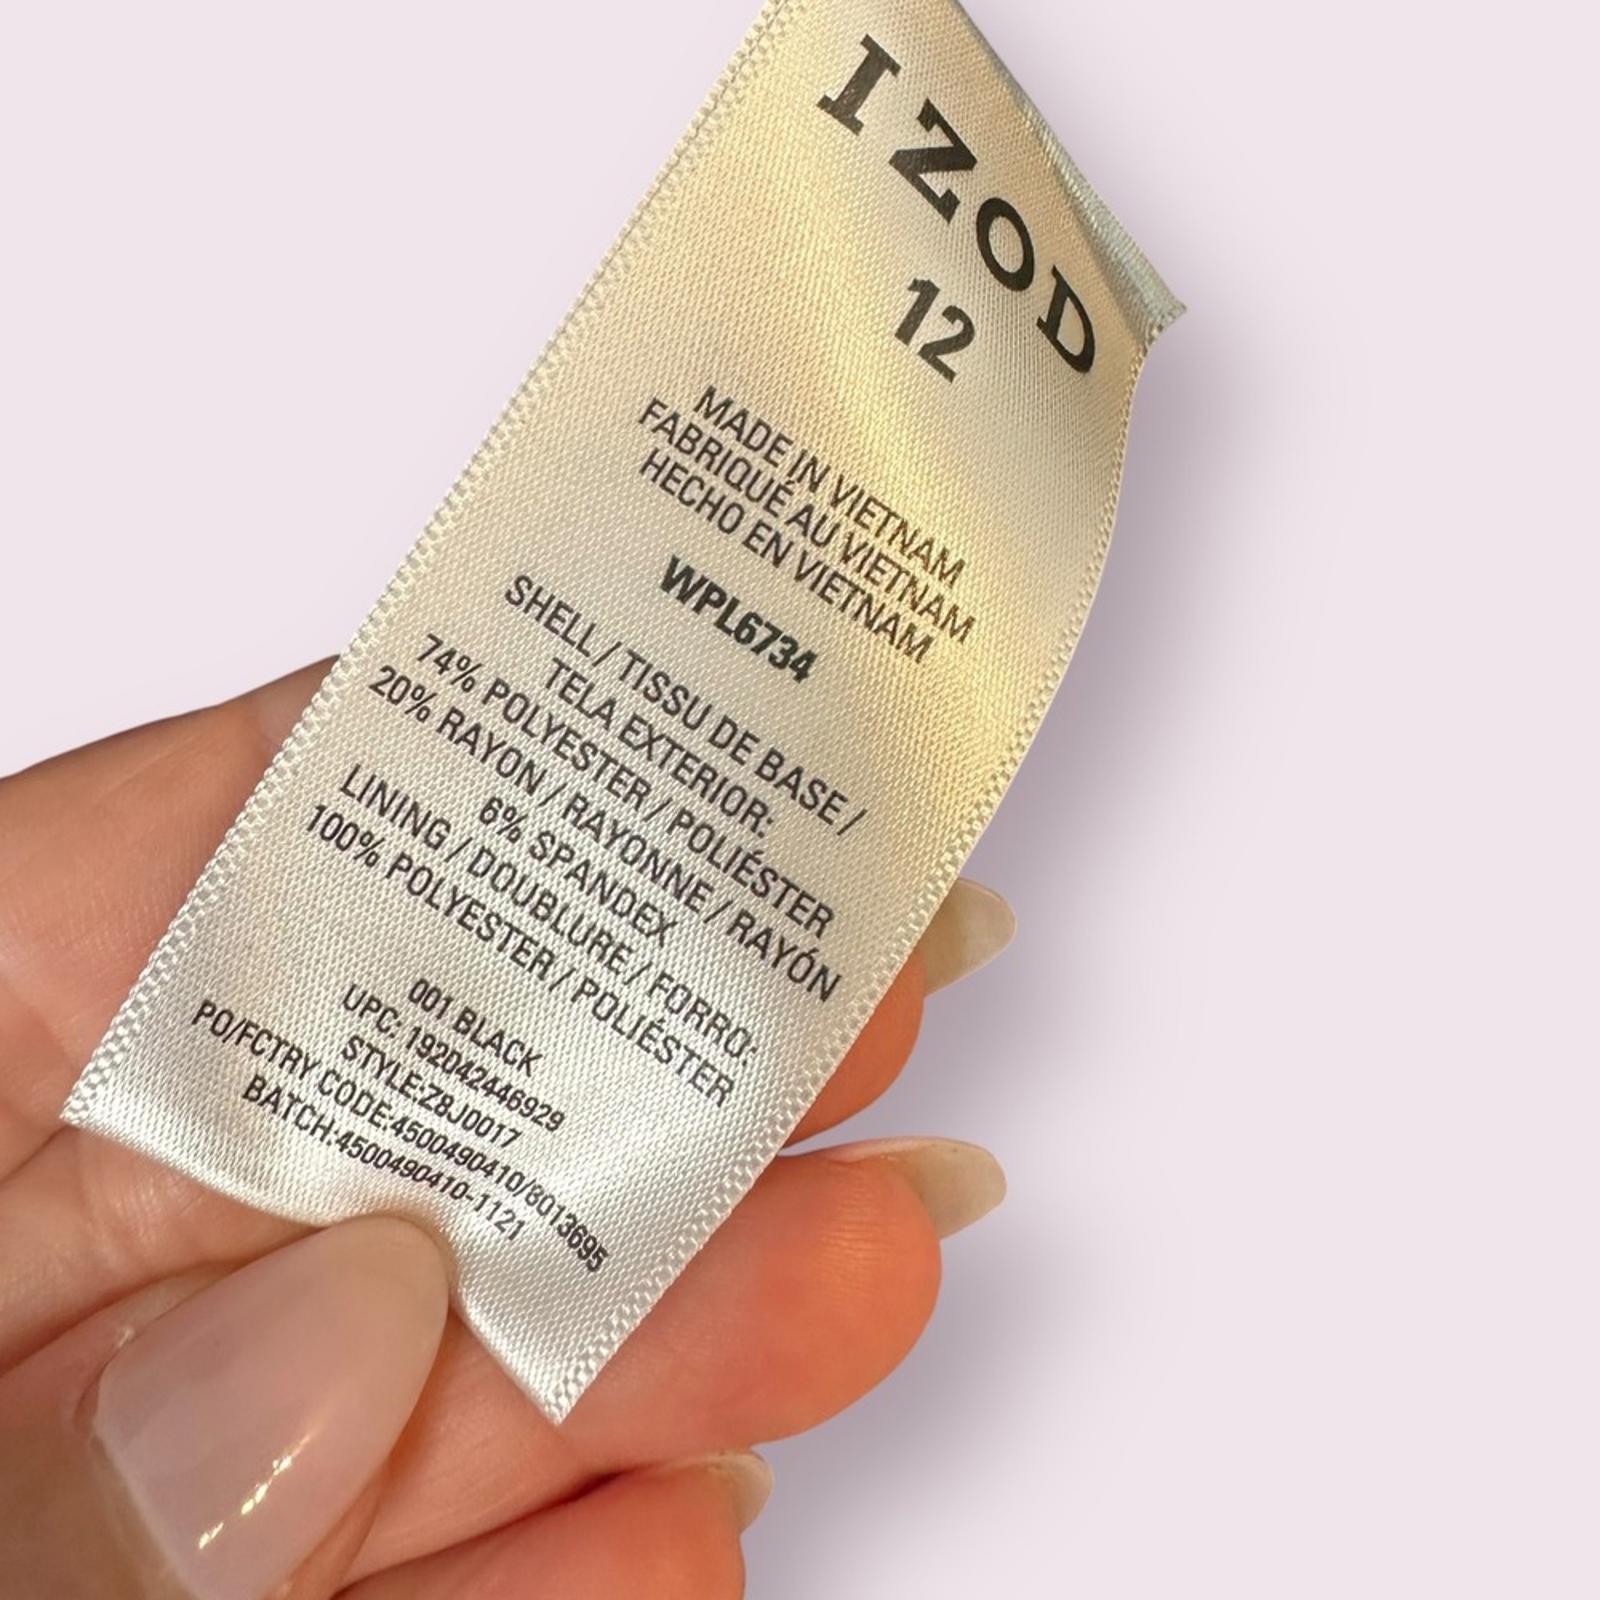 IZOD
12
MADE IN VIETNAM
FABRIQUÉ AU VIETNAM
HECHO EN VIETNAM
WPL6734
SHELL / TISSU DE BASE /
TELA EXTERIOR:
74% POLYESTER / POLIÉSTER
20% RAYON / RAYONNE / RAYÓN
6% SPANDEX
LINING / DOUBLURE / FORRO:
100% POLYESTER / POLIÉSTER
001 BLACK
UPC: 192042446929
STYLE:Z8J0017
PO/FCTRY CODE:4500490410/8013695
BATCH:4500490410-1121